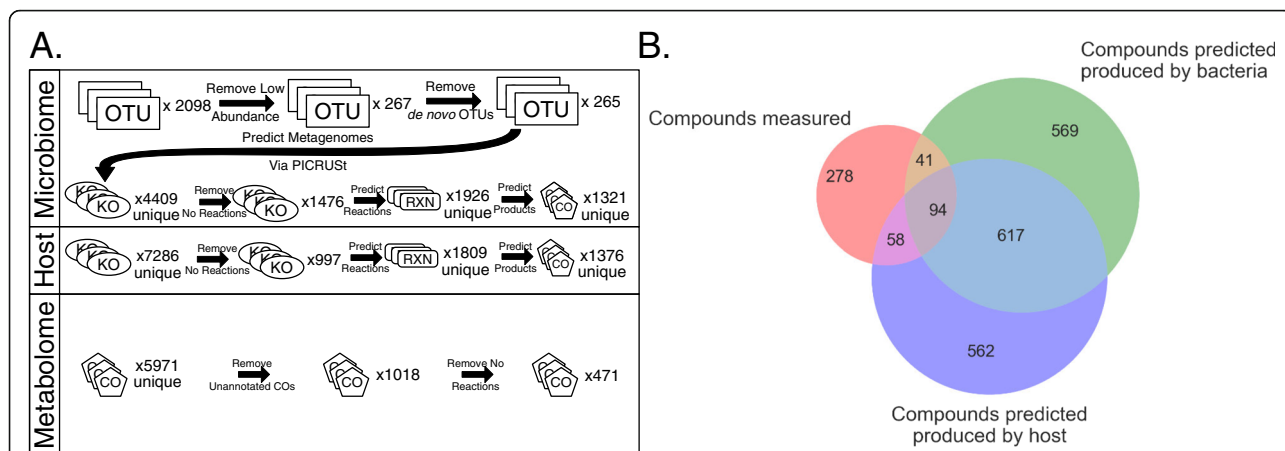 A.
Microbiome
OTU x 2098
Remove Low
Abundance
OTU x 267
Remove
de novo OTUs
OTU x 265
Predict Metagenomes
Via PICRUSt
KO
KO x4409
unique
Remove
No Reactions
KO x1476
Predict
Reactions
RXN x1926
unique
Predict
Products
CO x1321
unique
Host
KO x7286
unique
Remove
No Reactions
KO x997
Predict
Reactions
RXN x1809
unique
Predict
Products
CO x1376
unique
Metabolome
CO x5971
unique
Remove
Unannotated COs
CO x1018
Remove No
Reactions
CO x471
B.
Compounds predicted
produced by bacteria
Compounds measured
569
41
278
94
58
617
562
Compounds predicted
produced by host